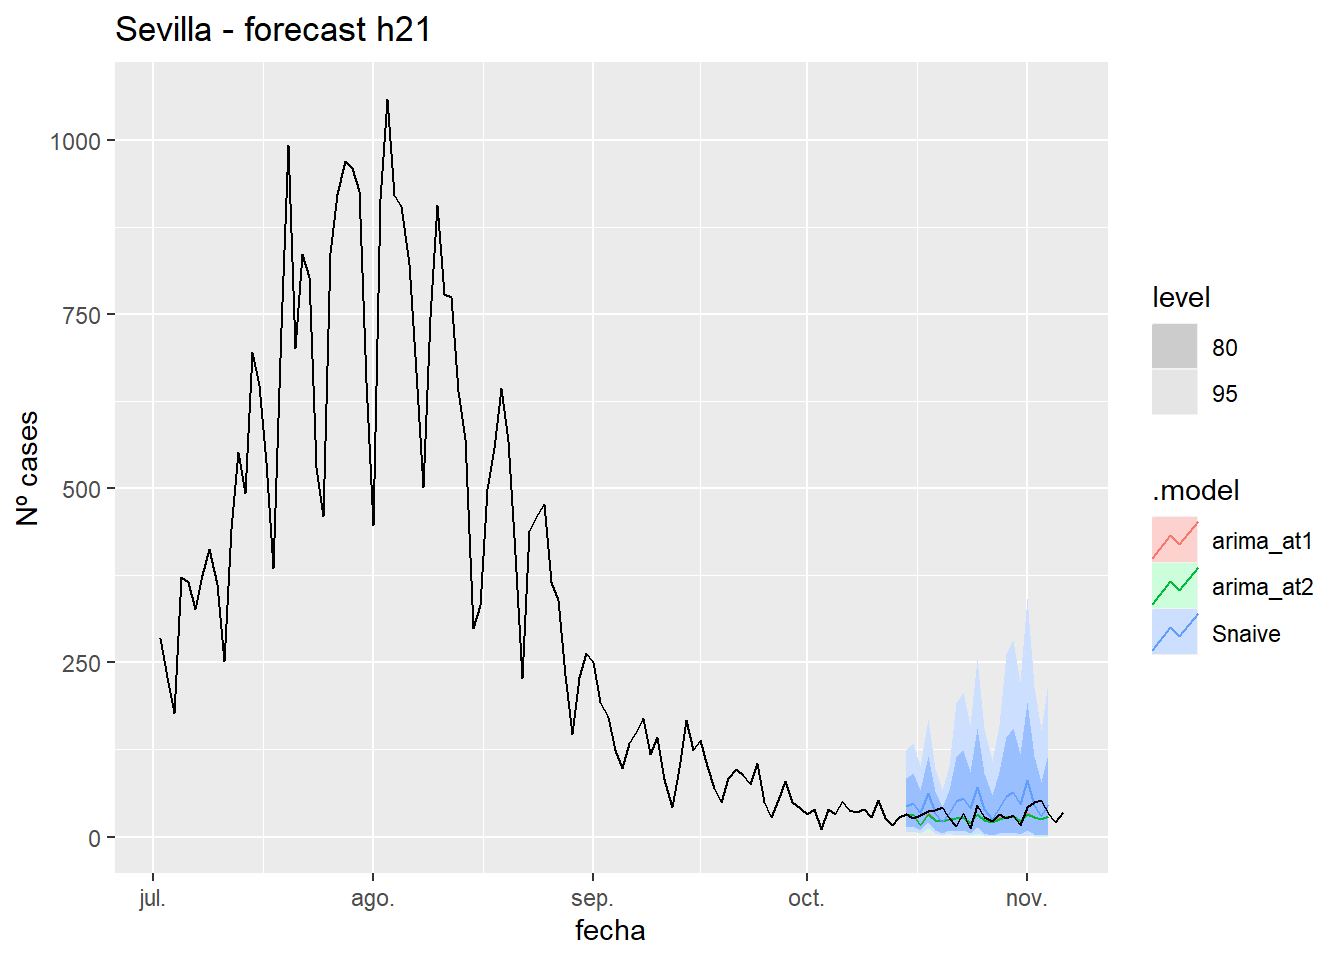 Sevilla - forecast h21
Nº cases
1000
750
500
250
0
jul.
ago.
sep.
oct.
nov.
fecha
level
80
95
.model
arima_at1
arima_at2
Snaive